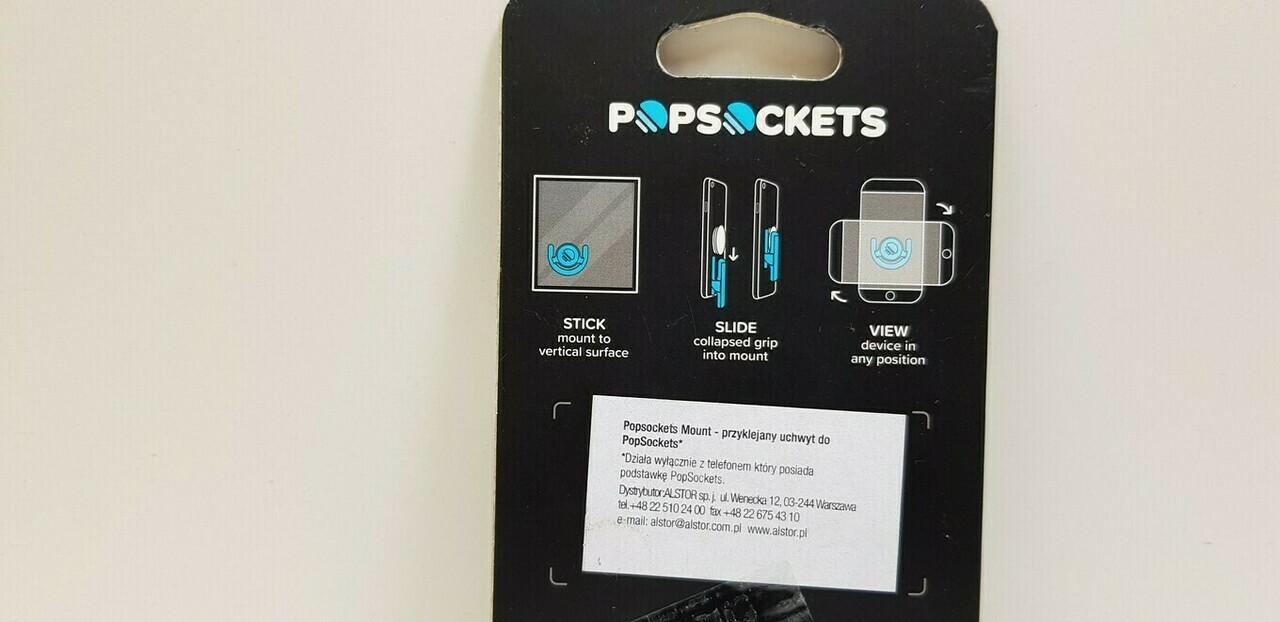 POPSOCKETS
STICK
mount to
vertical surface
SLIDE
collapsed grip
into mount
VIEW
device in
any position
Popsockets Mount - przyklejany uchwyt do
PopSockets*
*Działa wyłącznie z telefonem który posiada
podstawkę PopSockets.
Dystrybutor:ALSTOR sp. j. ul. Wenecka 12, 03-244 Warszawa
tel.+48 22 510 24 00 fax +48 22 675 43 10
e-mail: alstor@alstor.com.pl www.alstor.pl